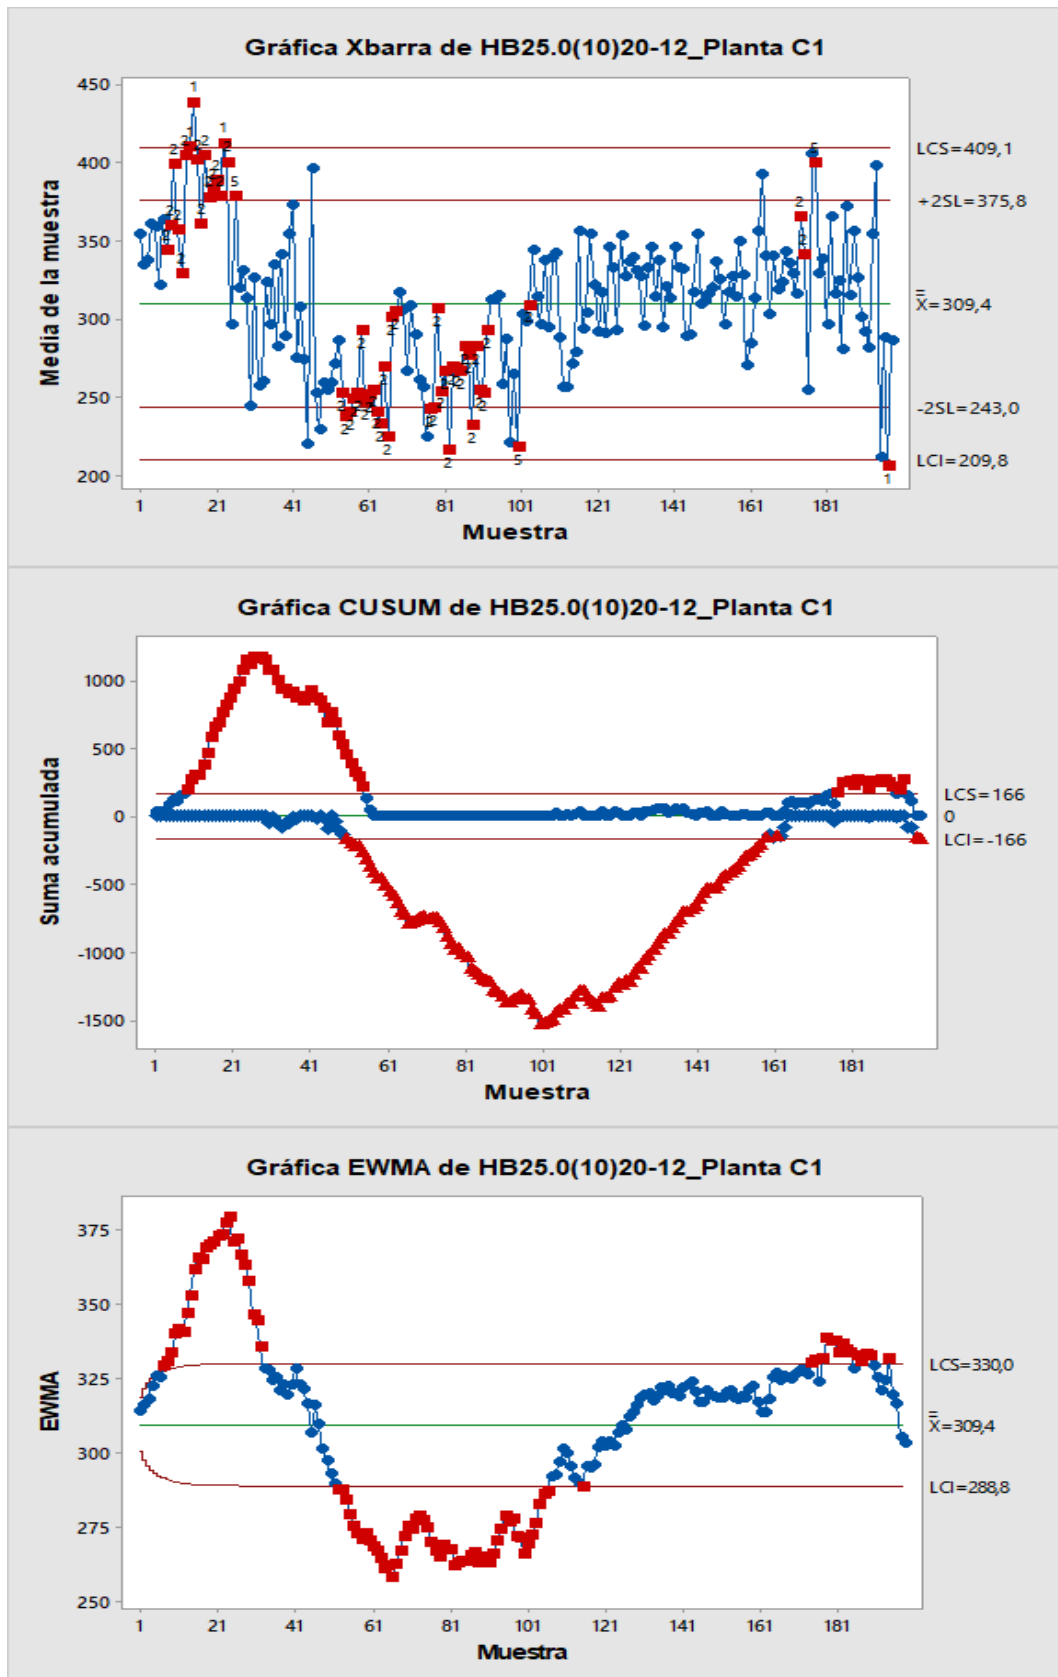 Gráfica Xbarra de HB25.0(10)20-12_Planta C1
Media de la muestra
450
400
350
300
250
200
LCS=409,1
+2SL=375,8
X=309,4
-2SL=243,0
LCI=209,8
1 21 41 61 81 101 121 141 161 181
Muestra
Gráfica CUSUM de HB25.0(10)20-12_Planta C1
Suma acumulada
1000
500
0
-500
-1000
-1500
LCS=166
0
LCI=-166
1 21 41 61 81 101 121 141 161 181
Muestra
Gráfica EWMA de HB25.0(10)20-12_Planta C1
EWMA
375
350
325
300
275
250
LCS=330,0
X=309,4
LCI=288,8
1 21 41 61 81 101 121 141 161 181
Muestra